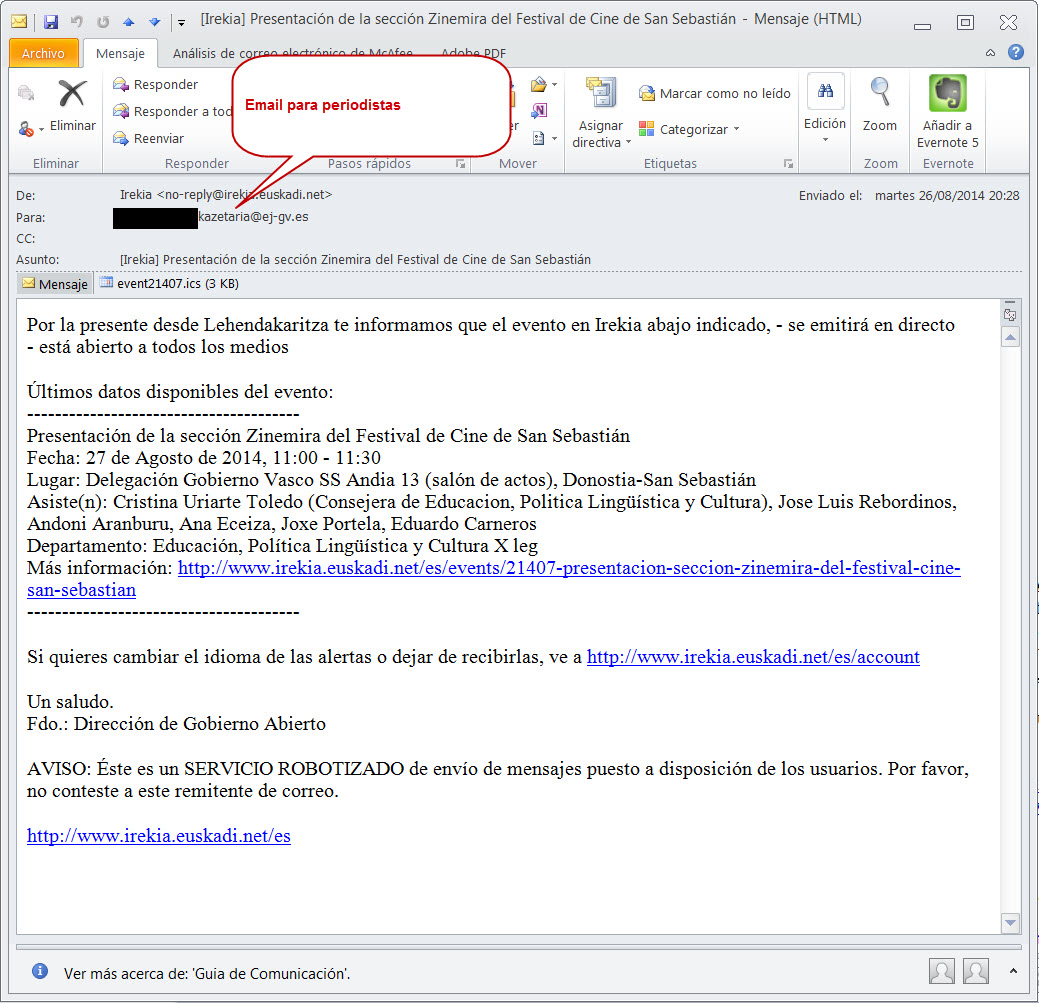 [Irekia] Presentación de la sección Zinemira del Festival de Cine de San Sebastián - Mensaje (HTML)
Archivo
Mensaje
Análisis de correo electrónico de McAfee
Adobe PDF
Email para periodistas
Eliminar
Responder
Responder a tod
Reenviar
Asignar
directiva
Marcar como no leído
Categorizar
Edición
Zoom
Añadir a
Evernote 5
Eliminar
Responder
Pasos rápidos
Mover
Etiquetas
Zoom
Evernote
De: Irekia <no-reply@irekia.euskadi.net> Enviado el: martes 26/08/2014 20:28
Para: kazetaria@ej-gv.es
CC:
Asunto: [Irekia] Presentación de la sección Zinemira del Festival de Cine de San Sebastián
Mensaje event21407.ics (3 KB)
Por la presente desde Lehendakaritza te informamos que el evento en Irekia abajo indicado, - se emitirá en directo
- está abierto a todos los medios
Últimos datos disponibles del evento:
---------------------------------------
Presentación de la sección Zinemira del Festival de Cine de San Sebastián
Fecha: 27 de Agosto de 2014, 11:00 - 11:30
Lugar: Delegación Gobierno Vasco SS Andia 13 (salón de actos), Donostia-San Sebastián
Asiste(n): Cristina Uriarte Toledo (Consejera de Educacion, Politica Lingüística y Cultura), Jose Luis Rebordinos,
Andoni Aranburu, Ana Eceiza, Joxe Portela, Eduardo Carneros
Departamento: Educación, Política Lingüística y Cultura X leg
Más información: http://www.irekia.euskadi.net/es/events/21407-presentacion-seccion-zinemira-del-festival-cine-
san-sebastian
---------------------------------------
Si quieres cambiar el idioma de las alertas o dejar de recibirlas, ve a http://www.irekia.euskadi.net/es/account
Un saludo.
Fdo.: Dirección de Gobierno Abierto
AVISO: Éste es un SERVICIO ROBOTIZADO de envío de mensajes puesto a disposición de los usuarios. Por favor,
no conteste a este remitente de correo.
http://www.irekia.euskadi.net/es
Ver más acerca de: 'Guia de Comunicación'.